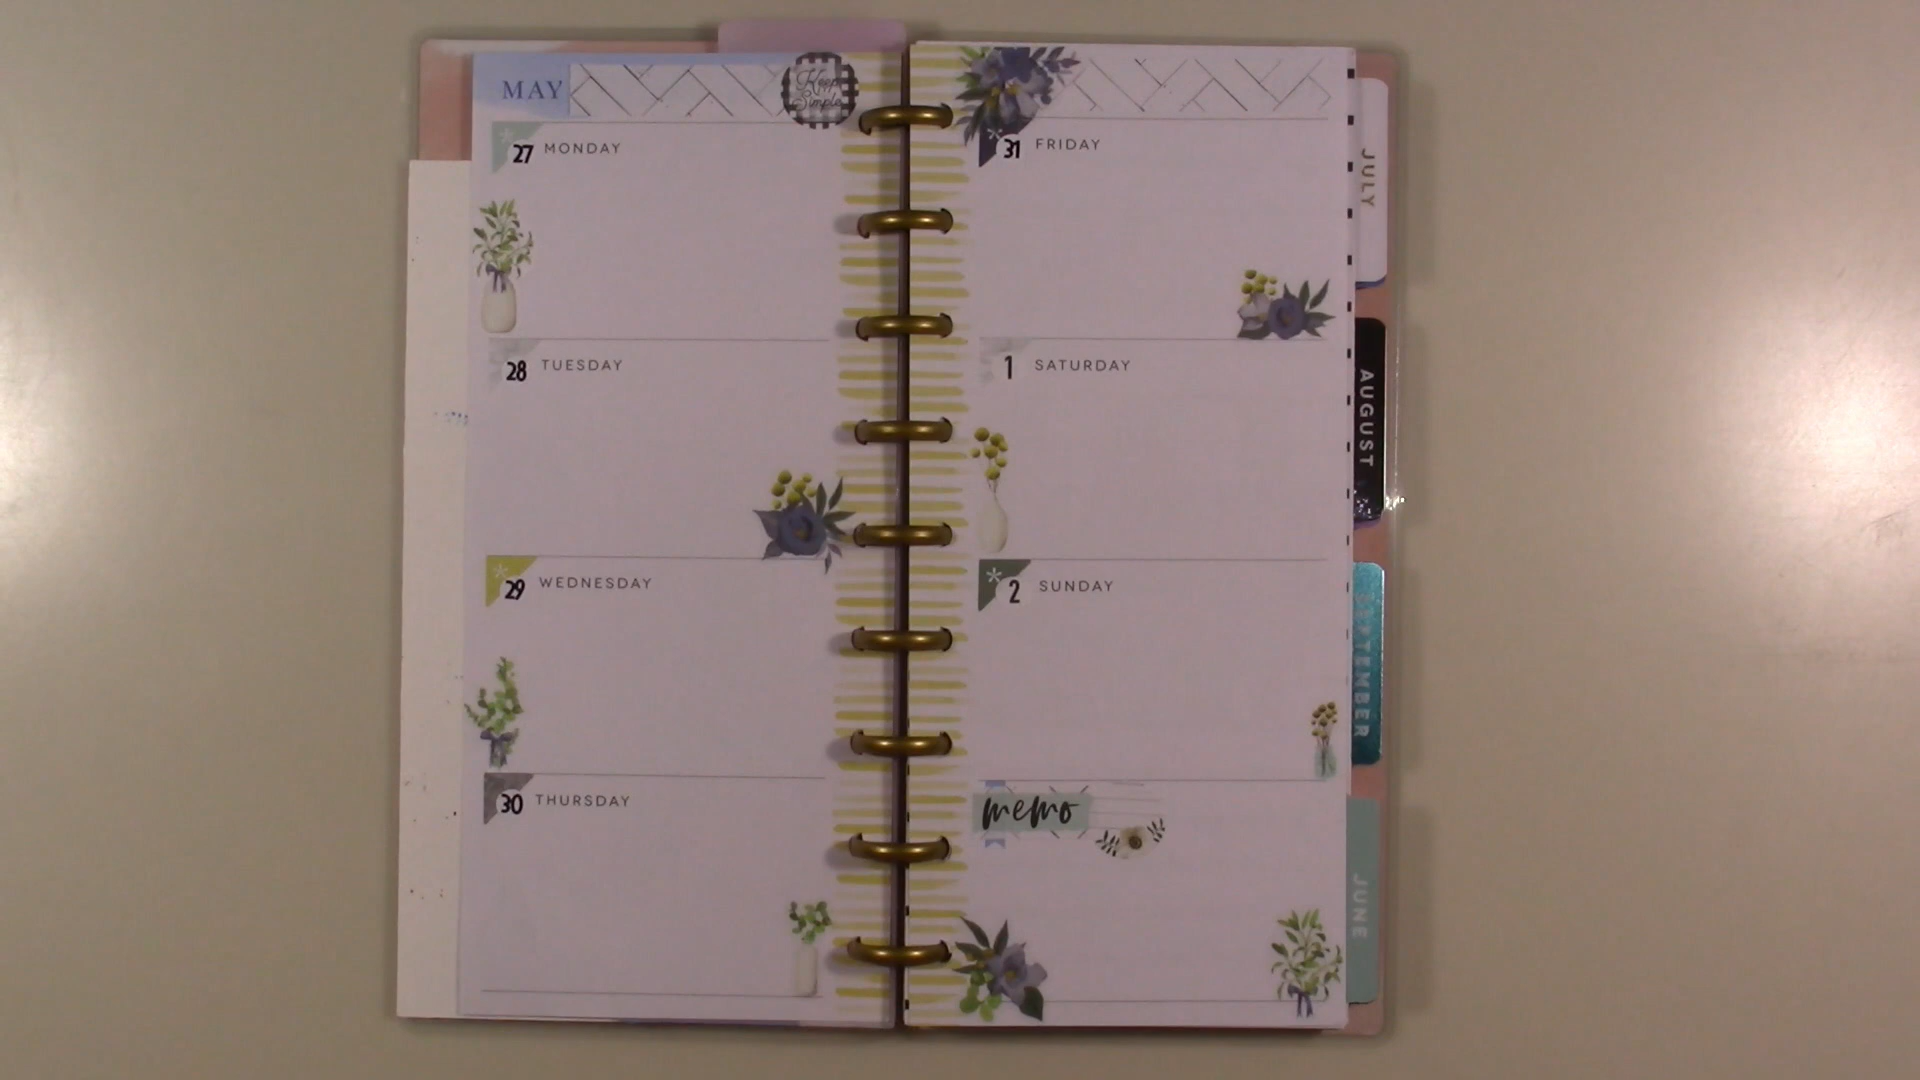 MAY
Keep
Simple
27 MONDAY
28 TUESDAY
29 WEDNESDAY
30 THURSDAY
31 FRIDAY
1 SATURDAY
2 SUNDAY
memo
JULY
AUGUST
SEPTEMBER
JUNE